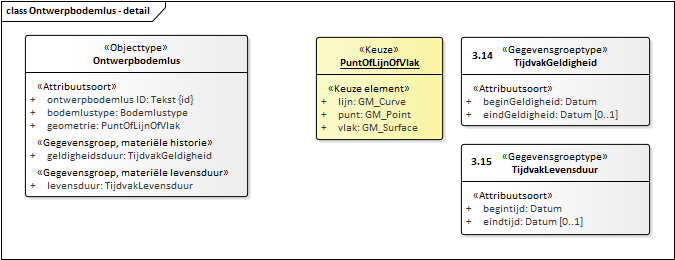 class Ontwerpbodemlus - detail
«Objecttype»
Ontwerpbodemlus
«Attribuutsoort»
+ ontwerpbodemlus ID: Tekst {id}
+ bodemlustype: Bodemlustype
+ geometrie: PuntOfLijnOfVlak
«Gegevensgroep, materiële historie»
+ geldigheidsduur: TijdvakGeldigheid
«Gegevensgroep, materiële levensduur»
+ levensduur: TijdvakLevensduur
«Keuze»
PuntOfLijnOfVlak
«Keuze element»
+ lijn: GM_Curve
+ punt: GM_Point
+ vlak: GM_Surface
3.14 «Gegevensgroeptype»
TijdvakGeldigheid
«Attribuutsoort»
+ beginGeldigheid: Datum
+ eindGeldigheid: Datum [0..1]
3.15 «Gegevensgroeptype»
TijdvakLevensduur
«Attribuutsoort»
+ begintijd: Datum
+ eindtijd: Datum [0..1]